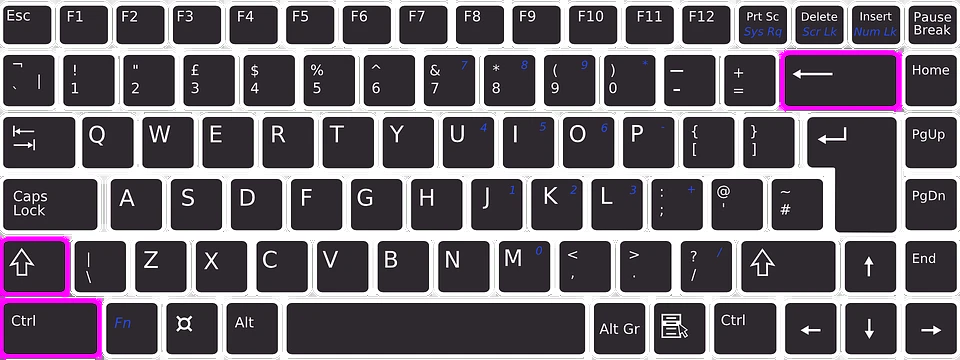 Esc F1 F2 F3 F4 F5 F6 F7 F8 F9 F10 F11 F12 Prt Sc Delete Insert Pause
Sys Rq Scr Lk Num Lk Break
¬ | ! " £ $ % ^ & 7 * 8 ( 9 ) * — + Home
` 1 2 3 4 5 6 7 8 9 0 - =
Q W E R T Y U 4 I 5 O 6 P - { } PgUp
[ ]
Caps A S D F G H J 1 K 2 L 3 : + @ ~ PgDn
Lock ; ' #
| Z X C V B N M 0 < > ? / End
\ , . /
Ctrl Fn Alt Alt Gr Ctrl